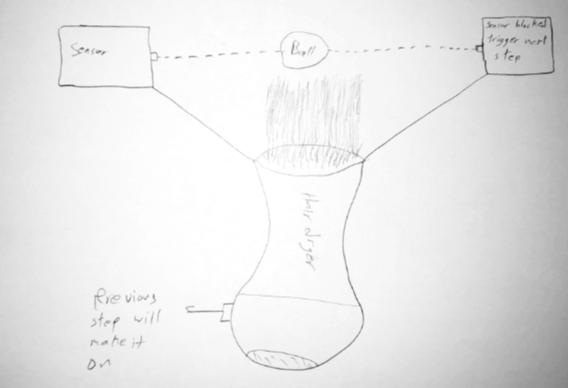 Sensor
Ball
sensor blocked
trigger next
step
Hair dryer
Previous
step will
make it
on